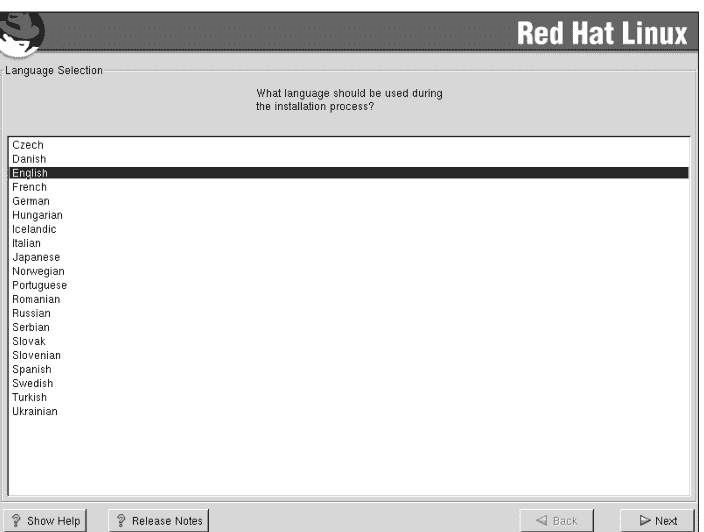 Red Hat Linux
Language Selection
What language should be used during
the installation process?
Czech
Danish
English
French
German
Hungarian
Icelandic
Italian
Japanese
Norwegian
Portuguese
Romanian
Russian
Serbian
Slovak
Slovenian
Spanish
Swedish
Turkish
Ukrainian
? Show Help
? Release Notes
Back
Next